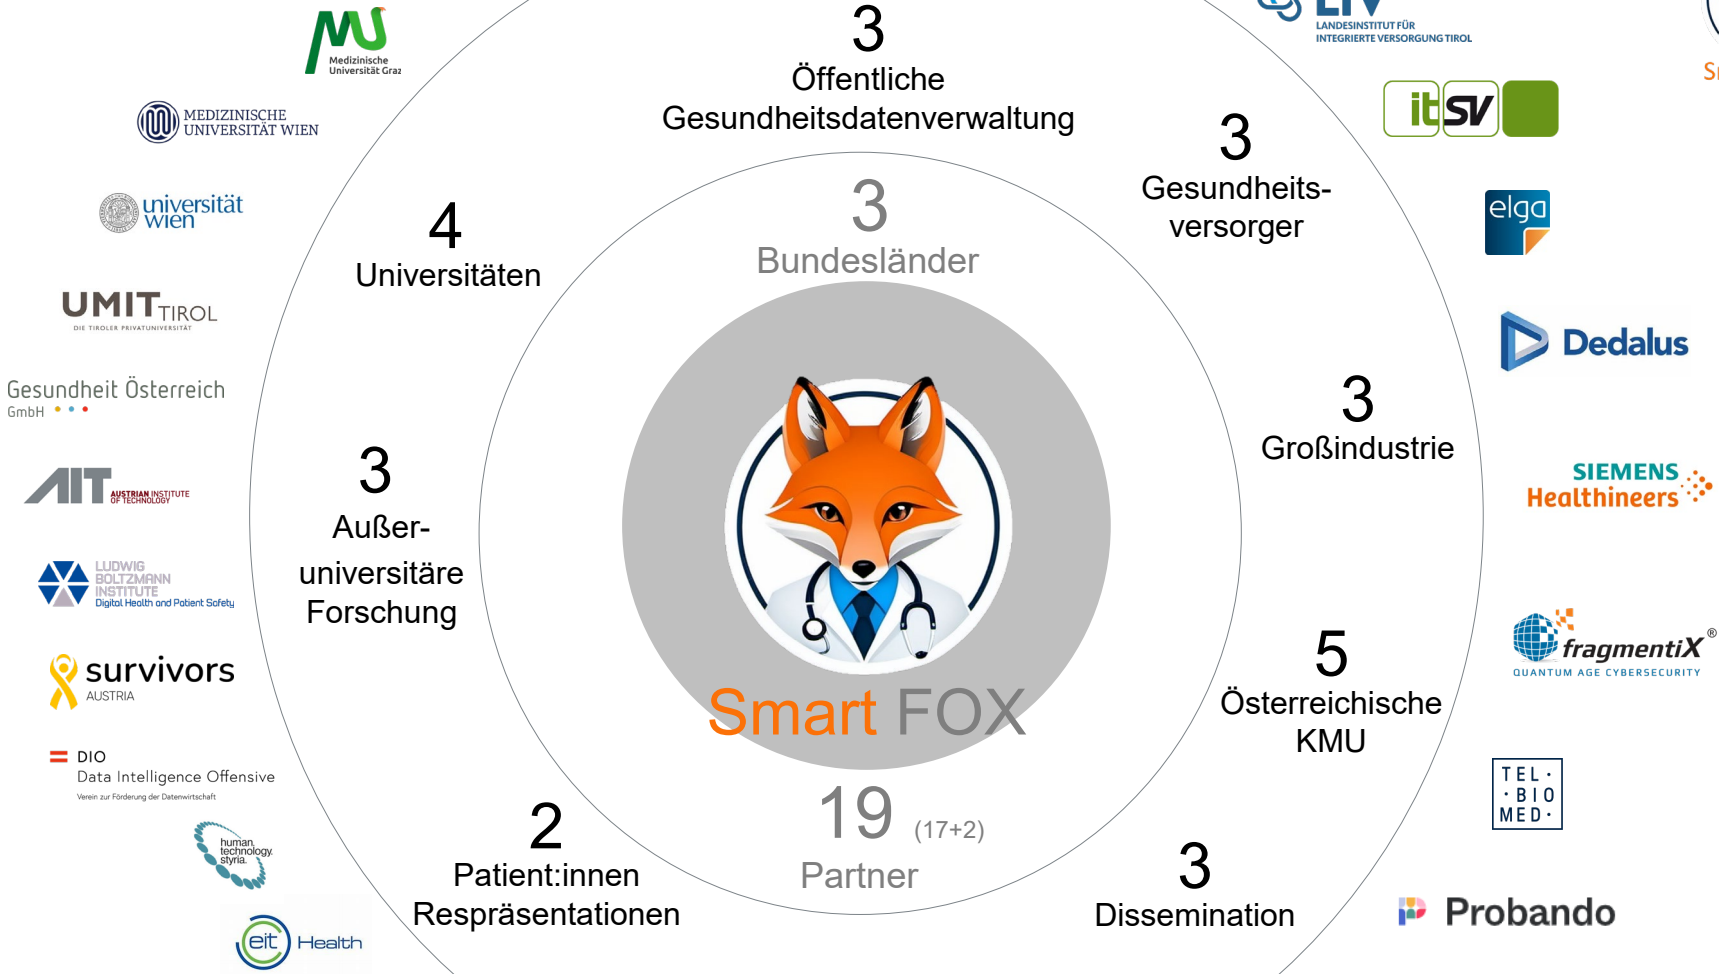 Medizinische
Universität Graz
MEDIZINISCHE
UNIVERSITÄT WIEN
universität
wien
UMIT TIROL
DIE TIROLER PRIVATUNIVERSITÄT
Gesundheit Österreich
GmbH
AIT AUSTRIAN INSTITUTE
OF TECHNOLOGY
LUDWIG
BOLTZMANN
INSTITUTE
Digital Health and Patient Safety
survivors
AUSTRIA
DIO
Data Intelligence Offensive
Verein zur Förderung der Datenwirtschaft
human.
technology.
styria.
eit Health
3
Öffentliche
Gesundheitsdatenverwaltung
4
Universitäten
3
Außer-
universitäre
Forschung
2
Patient:innen
Respräsentationen
3
Bundesländer
Smart FOX
19 (17+2)
Partner
3
Gesundheits-
versorger
3
Großindustrie
5
Österreichische
KMU
3
Dissemination
LIV
LANDESINSTITUT FÜR
INTEGRIERTE VERSORGUNG TIROL
itSV
elga
Dedalus
SIEMENS
Healthineers
fragmentiX®
QUANTUM AGE CYBERSECURITY
TEL·
·BIO
MED·
Probando